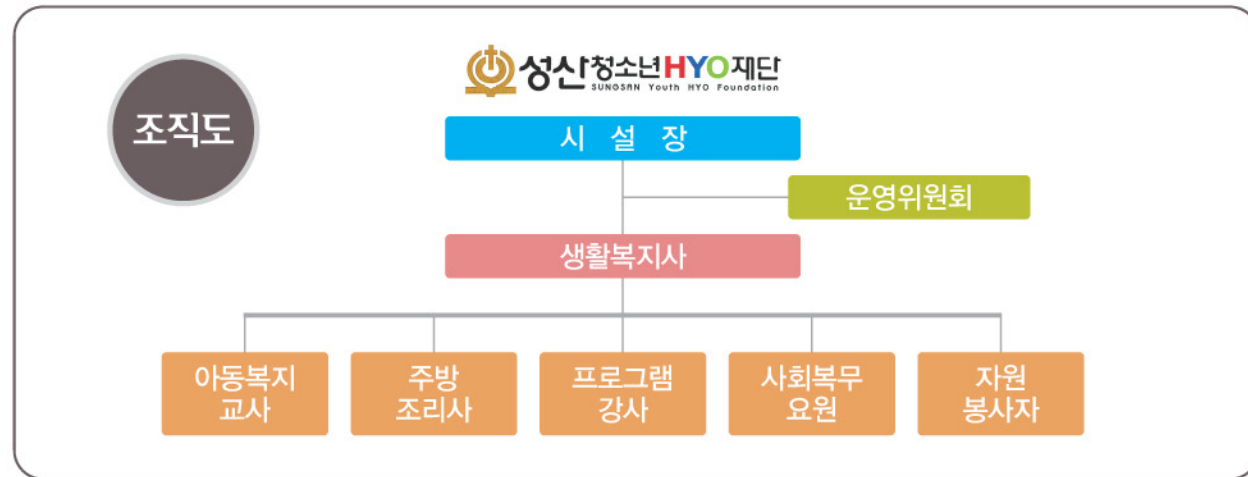 조직도
성산청소년HYO재단
SUNGSAN Youth HYO Foundation
시 설 장
운영위원회
생활복지사
아동복지
교사
주방
조리사
프로그램
강사
사회복무
요원
자원
봉사자